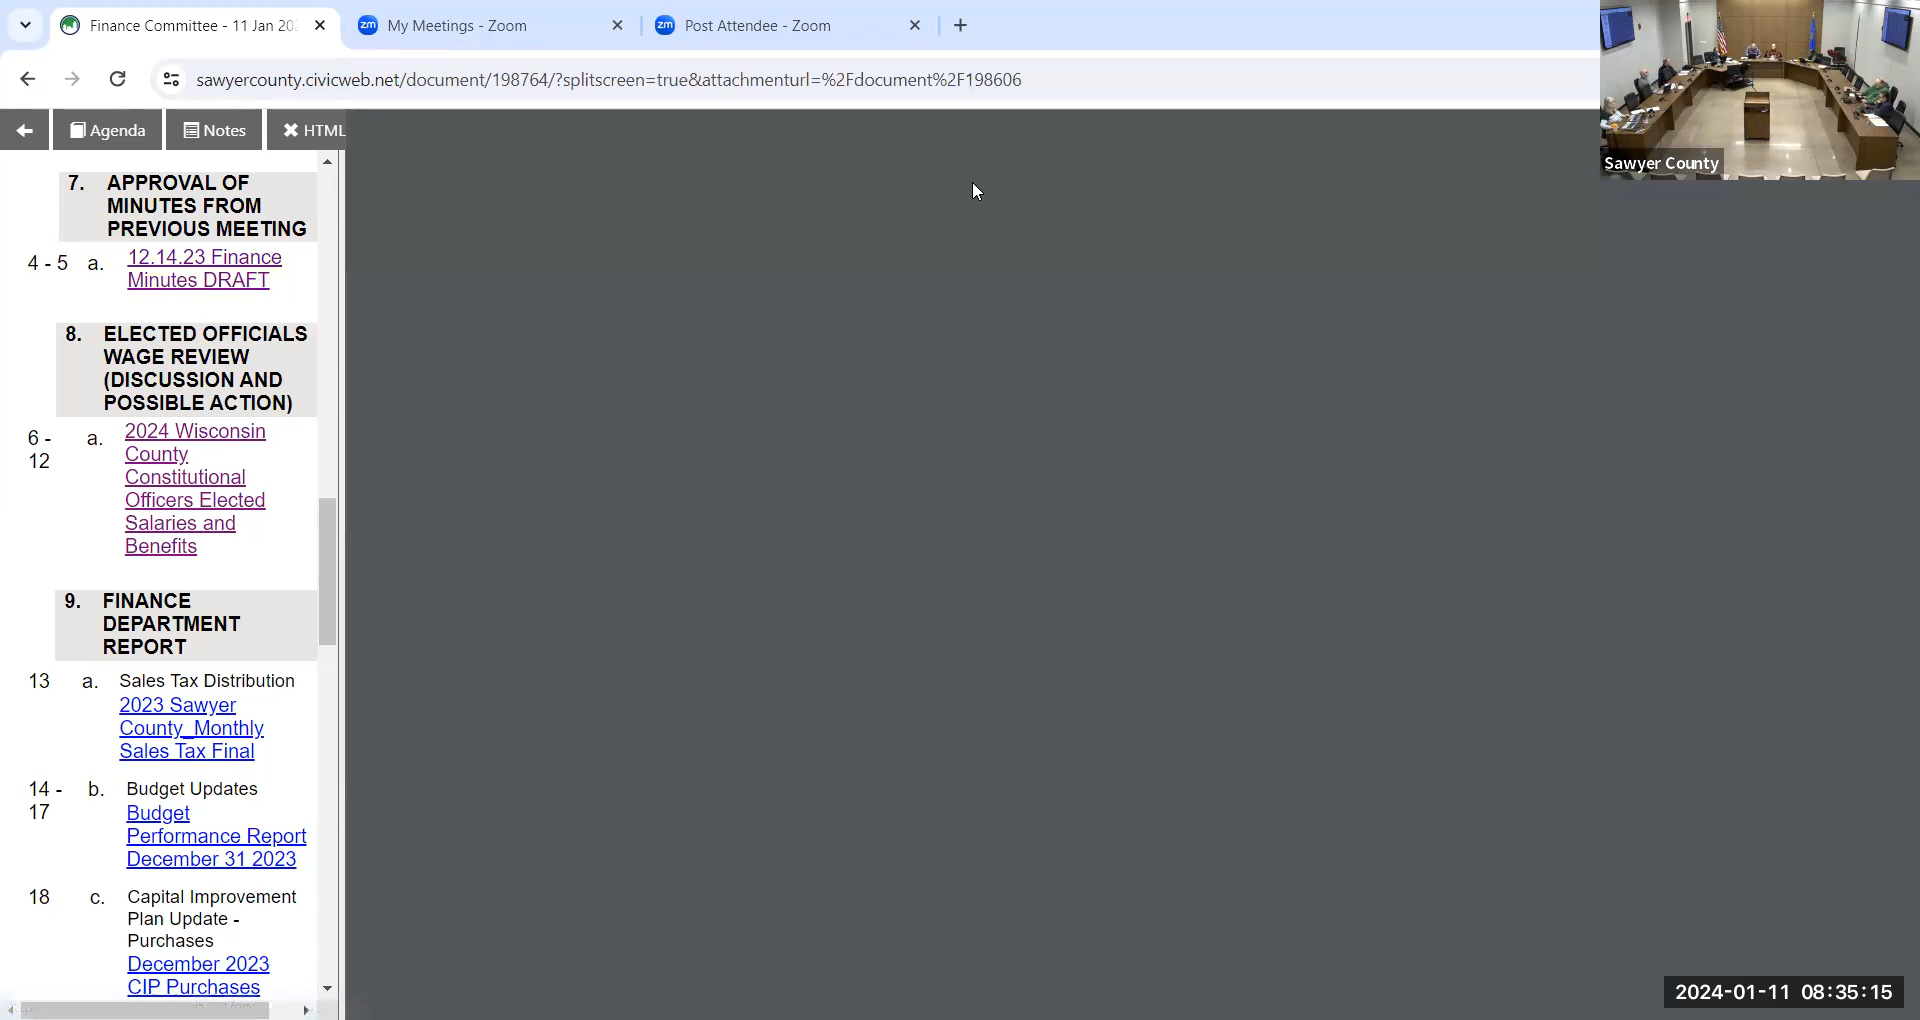 Finance Committee - 11 Jan 202
My Meetings - Zoom
Post Attendee - Zoom
sawyercounty.civicweb.net/document/198764/?splitscreen=true&attachmenturl=%2Fdocument%2F198606
Agenda
Notes
HTML
Sawyer County
7. APPROVAL OF
MINUTES FROM
PREVIOUS MEETING
4 - 5 a. 12.14.23 Finance
Minutes DRAFT
8. ELECTED OFFICIALS
WAGE REVIEW
(DISCUSSION AND
POSSIBLE ACTION)
6 - a. 2024 Wisconsin
12 County
Constitutional
Officers Elected
Salaries and
Benefits
9. FINANCE
DEPARTMENT
REPORT
13 a. Sales Tax Distribution
2023 Sawyer
County_Monthly
Sales Tax Final
14 - b. Budget Updates
17 Budget
Performance Report
December 31 2023
18 c. Capital Improvement
Plan Update -
Purchases
December 2023
CIP Purchases
2024-01-11 08:35:15